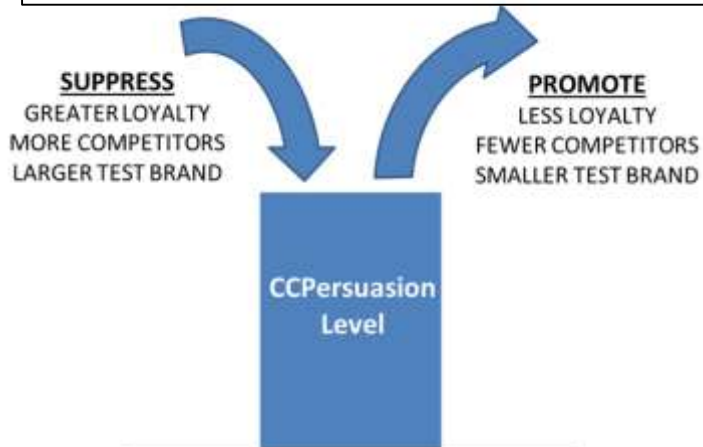 SUPPRESS
GREATER LOYALTY
MORE COMPETITORS
LARGER TEST BRAND
PROMOTE
LESS LOYALTY
FEWER COMPETITORS
SMALLER TEST BRAND
CCPersuasion
Level